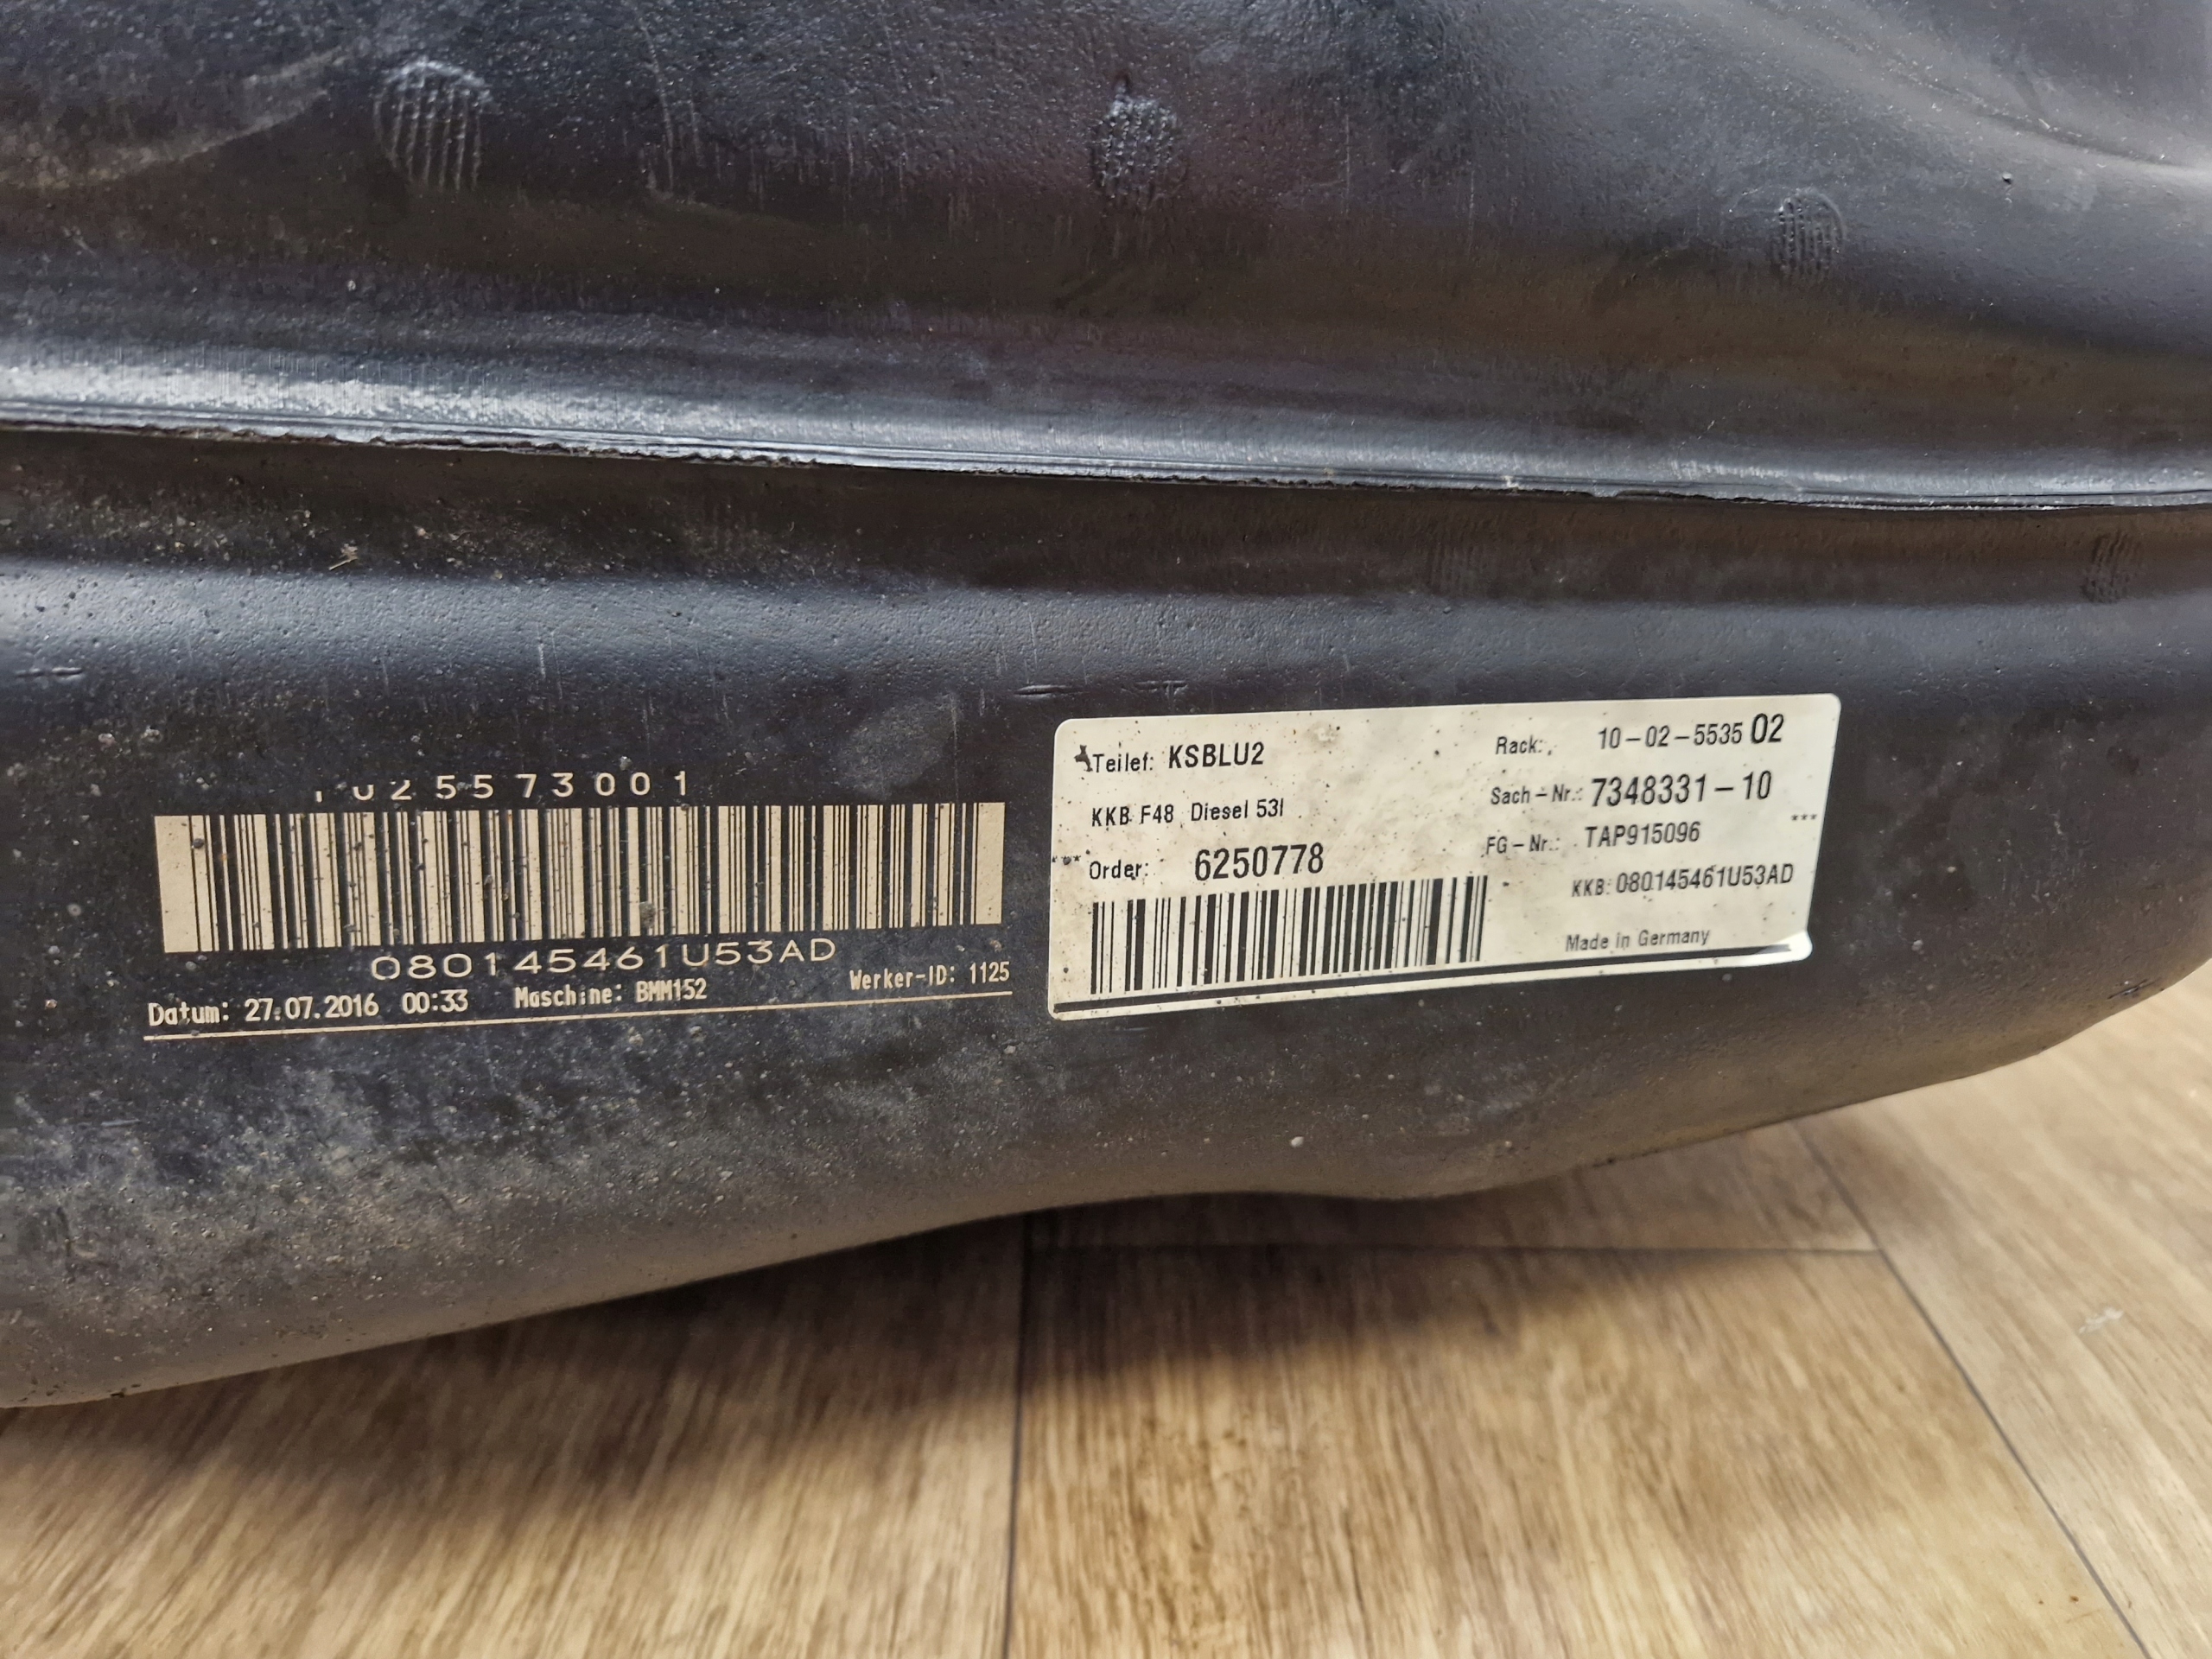 025573001
080145461U53AD
Datum: 27.07.2016 00:33 Maschine: BMM152 Werker-ID: 1125
Teilef: KSBLU2
KKB F48 Diesel 53l
*** Order: 6250778
Rack: 10-02-5535 02
Sach-Nr.: 7348331-10
***
FG-Nr.: TAP915096
KKB: 080145461U53AD
Made in Germany